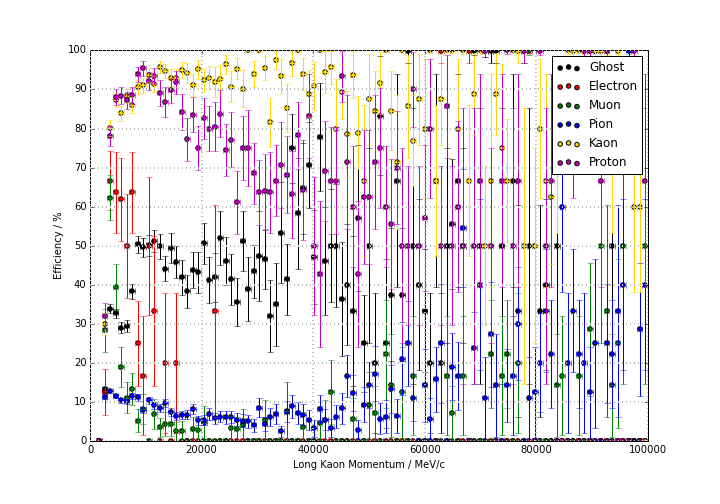 100
90
80
70
60
50
40
30
20
10
0
Efficiency / %
0 20000 40000 60000 80000 100000
Long Kaon Momentum / MeV/c
Ghost
Electron
Muon
Pion
Kaon
Proton